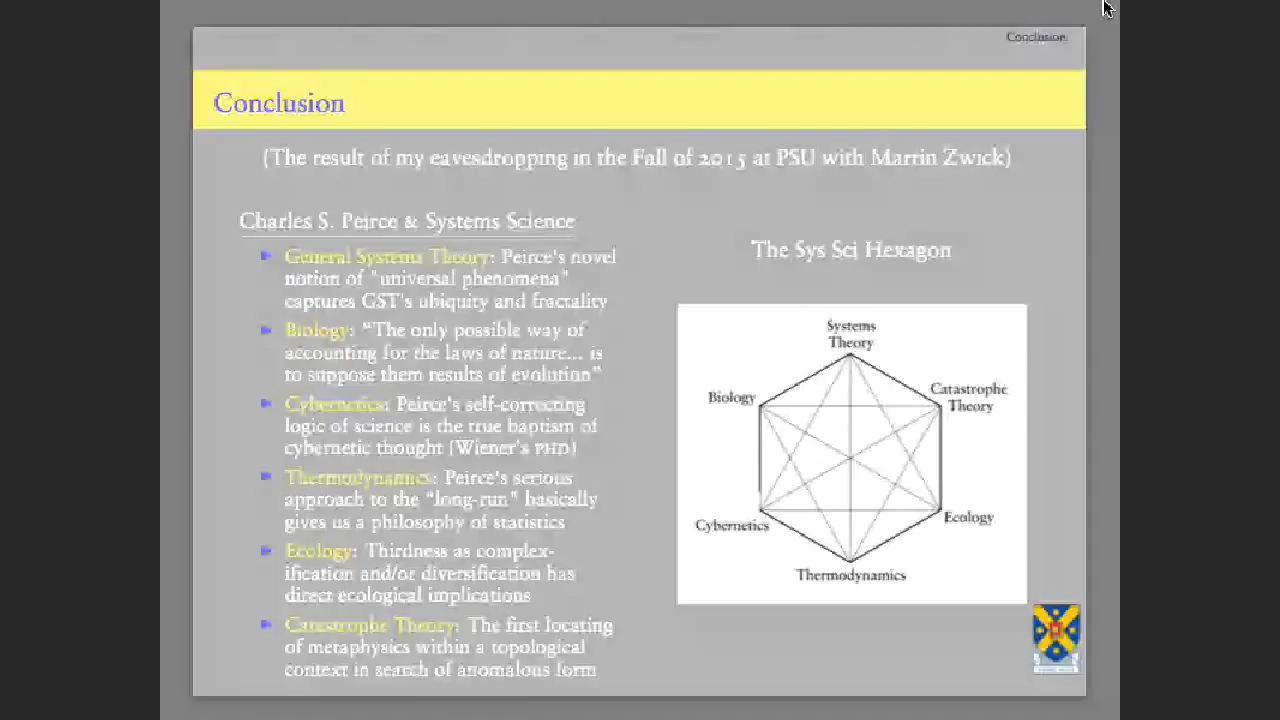 Conclusion
Conclusion
(The result of my eavesdropping in the Fall of 2015 at PSU with Martin Zwick)
Charles S. Peirce & Systems Science
General Systems Theory: Peirce's novel
notion of "universal phenomena"
captures GST's ubiquity and fractality
Biology: "The only possible way of
accounting for the laws of nature... is
to suppose them results of evolution"
Cybernetics: Peirce's self-correcting
logic of science is the true baptism of
cybernetic thought (Wiener's PHD)
Thermodynamics: Peirce's serious
approach to the "long-run" basically
gives us a philosophy of statistics
Ecology: Thirdness as complex-
ification and/or diversification has
direct ecological implications
Catastrophe Theory: The first locating
of metaphysics within a topological
context in search of anomalous form
The Sys Sci Hexagon
Systems
Theory
Catastrophe
Theory
Biology
Ecology
Cybernetics
Thermodynamics